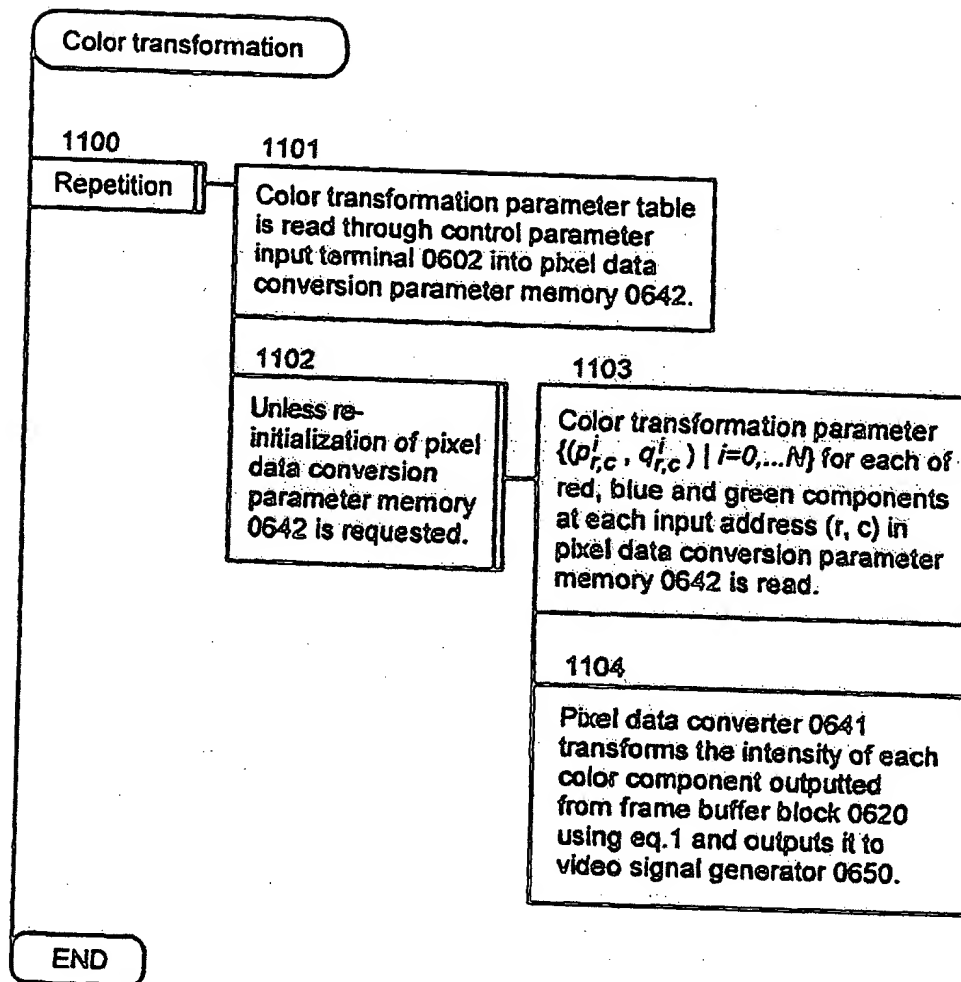 Color transformation
1100
Repetition
1101
Color transformation parameter table
is read through control parameter
input terminal 0602 into pixel data
conversion parameter memory 0642.
1102
Unless re-
initialization of pixel
data conversion
parameter memory
0642 is requested.
1103
Color transformation parameter
{(p^i_{r,c}, q^i_{r,c}) | i=0,...N} for each of
red, blue and green components
at each input address (r, c) in
pixel data conversion parameter
memory 0642 is read.
1104
Pixel data converter 0641
transforms the intensity of each
color component outputted
from frame buffer block 0620
using eq.1 and outputs it to
video signal generator 0650.
END